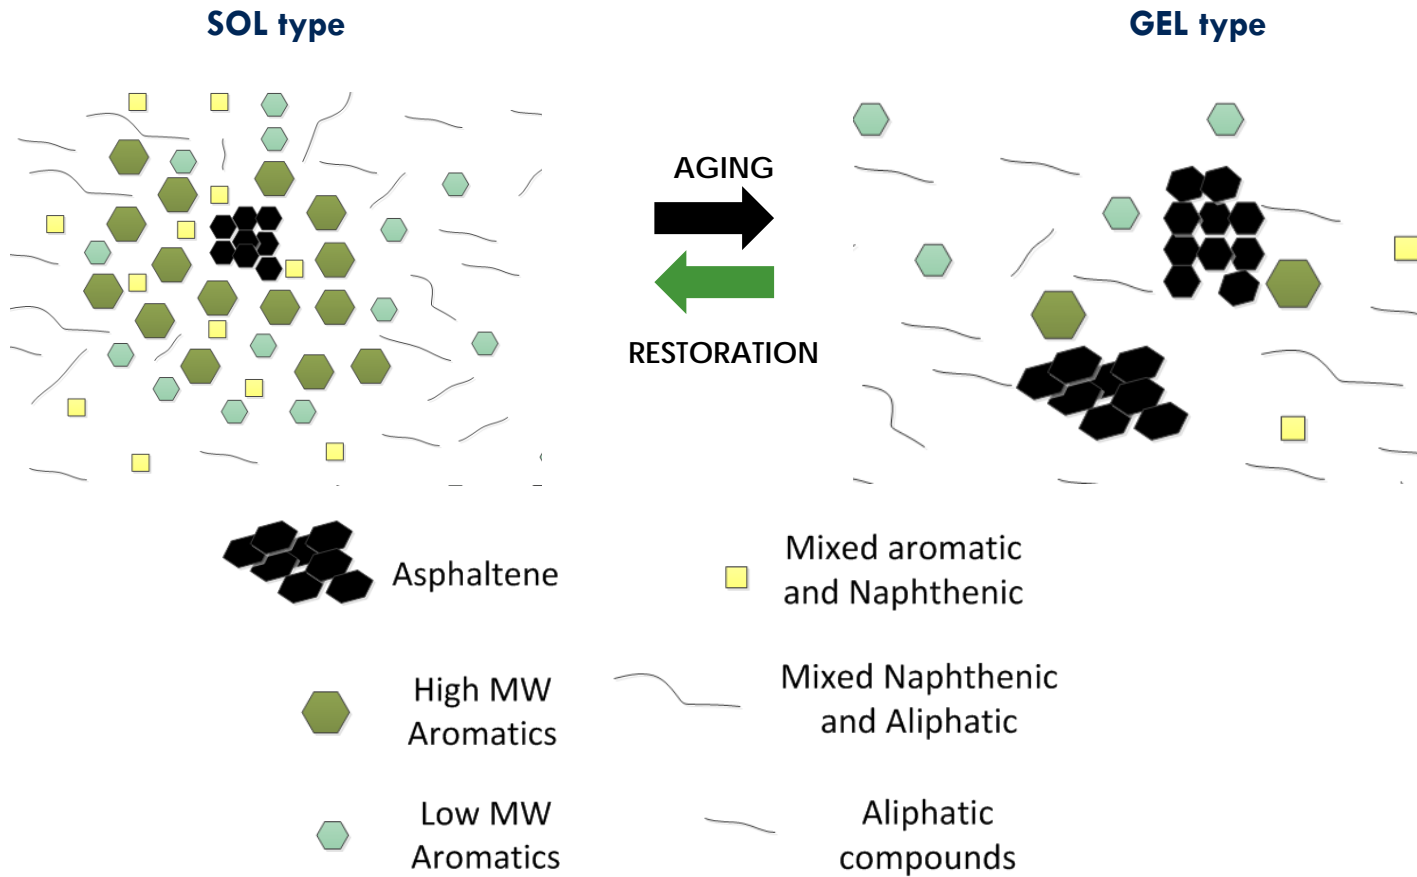 SOL type
GEL type
AGING
RESTORATION
Asphaltene
Mixed aromatic
and Naphthenic
High MW
Aromatics
Mixed Naphthenic
and Aliphatic
Low MW
Aromatics
Aliphatic
compounds